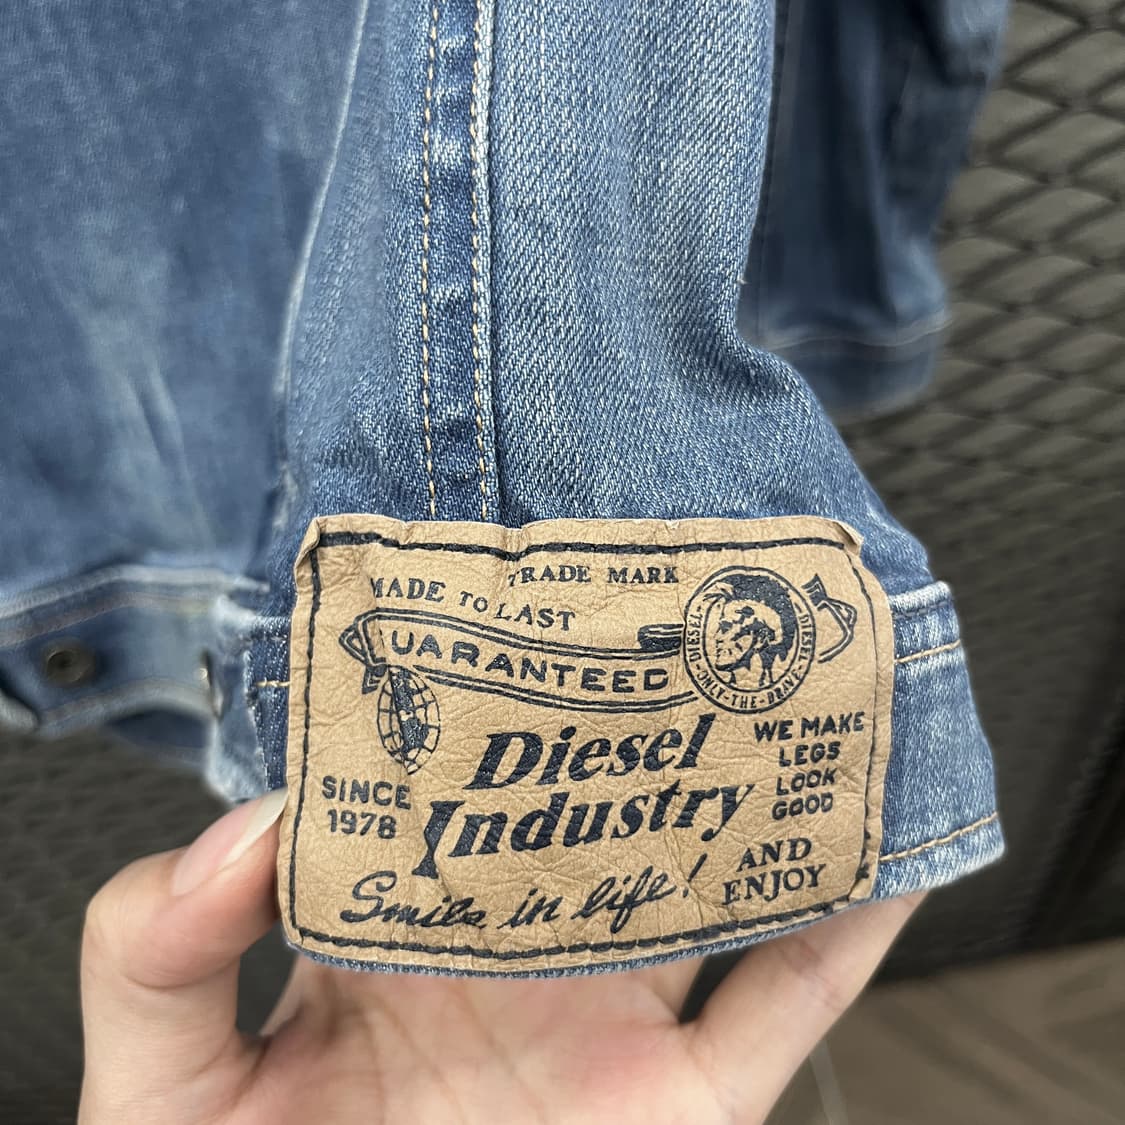 MADE TO LAST
TRADE MARK
GUARANTEED
DIESEL·ONLY·THE·BRAVE·DIESEL
SINCE
1978
Diesel
Industry
WE MAKE
LEGS
LOOK
GOOD
AND
ENJOY
Smile in life!